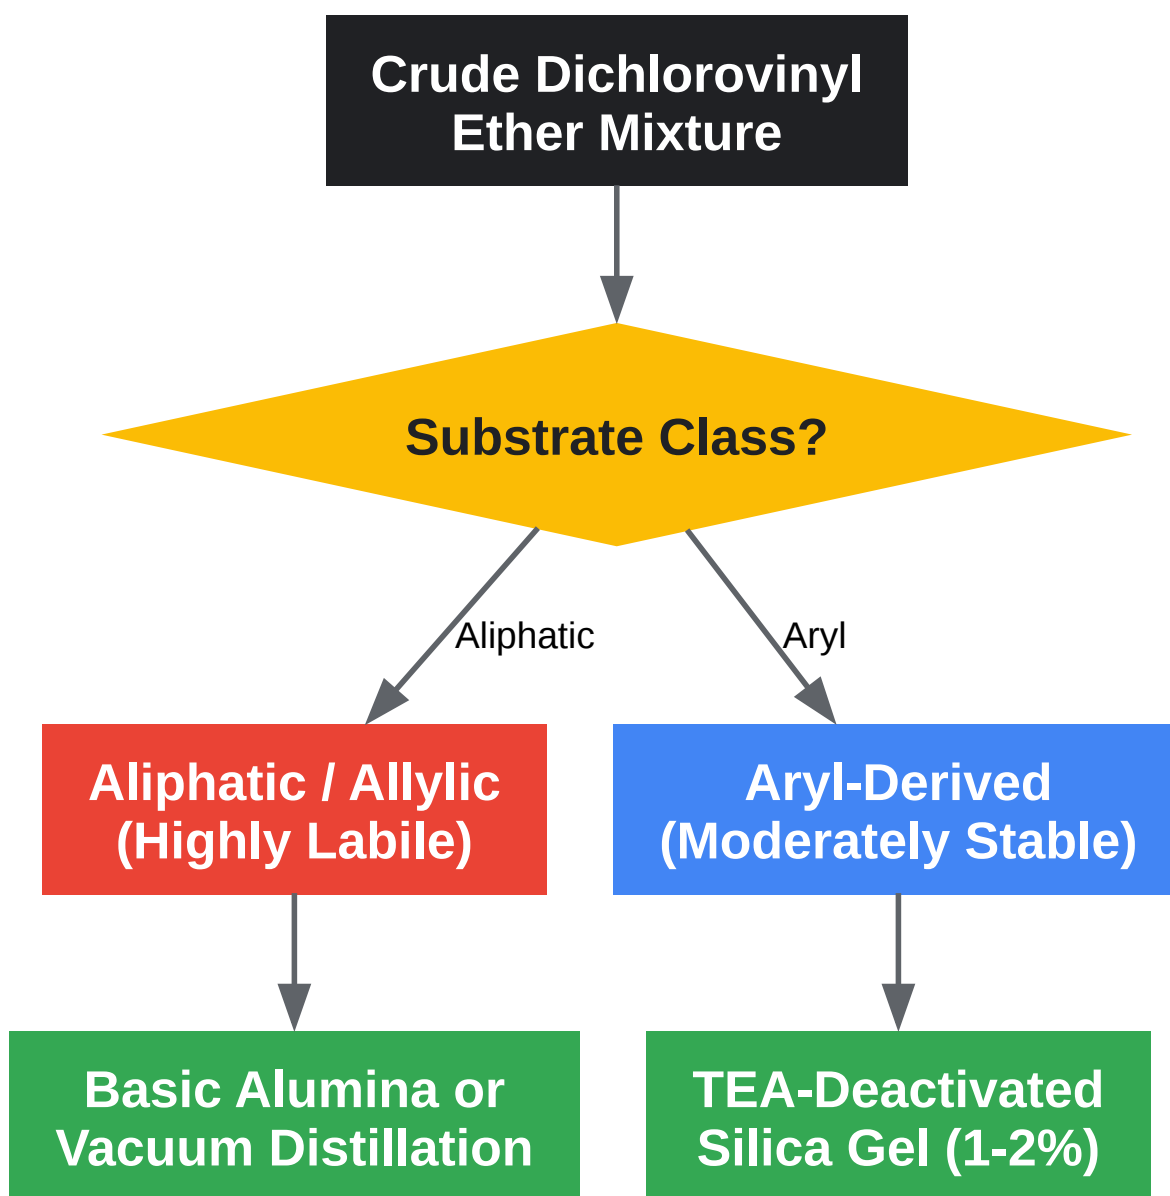 Crude Dichlorovinyl
Ether Mixture
Substrate Class?
Aliphatic
Aryl
Aliphatic / Allylic
(Highly Labile)
Aryl-Derived
(Moderately Stable)
Basic Alumina or
Vacuum Distillation
TEA-Deactivated
Silica Gel (1-2%)